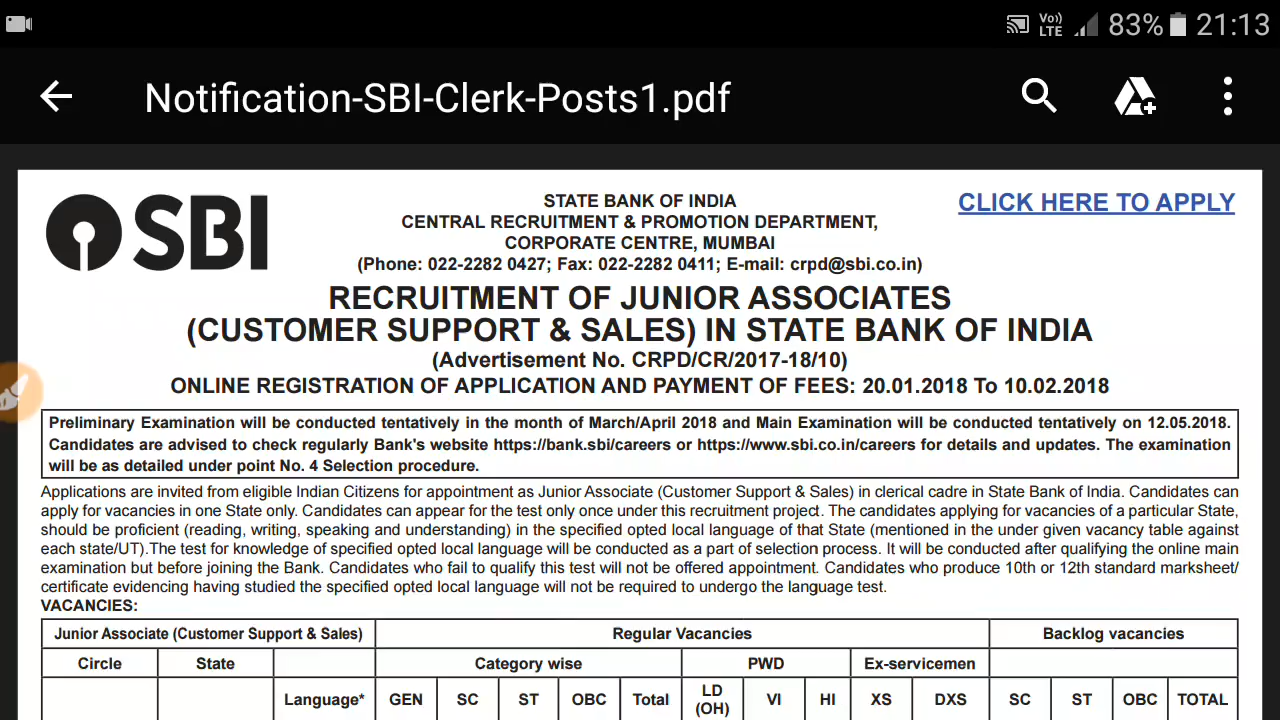 Vo)) LTE 83% 21:13
Notification-SBI-Clerk-Posts1.pdf
SBI
STATE BANK OF INDIA
CLICK HERE TO APPLY
CENTRAL RECRUITMENT & PROMOTION DEPARTMENT,
CORPORATE CENTRE, MUMBAI
(Phone: 022-2282 0427; Fax: 022-2282 0411; E-mail: crpd@sbi.co.in)
RECRUITMENT OF JUNIOR ASSOCIATES
(CUSTOMER SUPPORT & SALES) IN STATE BANK OF INDIA
(Advertisement No. CRPD/CR/2017-18/10)
ONLINE REGISTRATION OF APPLICATION AND PAYMENT OF FEES: 20.01.2018 To 10.02.2018
Preliminary Examination will be conducted tentatively in the month of March/April 2018 and Main Examination will be conducted tentatively on 12.05.2018.
Candidates are advised to check regularly Bank's website https://bank.sbi/careers or https://www.sbi.co.in/careers for details and updates. The examination
will be as detailed under point No. 4 Selection procedure.
Applications are invited from eligible Indian Citizens for appointment as Junior Associate (Customer Support & Sales) in clerical cadre in State Bank of India. Candidates can
apply for vacancies in one State only. Candidates can appear for the test only once under this recruitment project. The candidates applying for vacancies of a particular State,
should be proficient (reading, writing, speaking and understanding) in the specified opted local language of that State (mentioned in the under given vacancy table against
each state/UT).The test for knowledge of specified opted local language will be conducted as a part of selection process. It will be conducted after qualifying the online main
examination but before joining the Bank. Candidates who fail to qualify this test will not be offered appointment. Candidates who produce 10th or 12th standard marksheet/
certificate evidencing having studied the specified opted local language will not be required to undergo the language test.
VACANCIES:
Junior Associate (Customer Support & Sales) Regular Vacancies Backlog vacancies
Circle State Category wise PWD Ex-servicemen
Language* GEN SC ST OBC Total LD (OH) VI HI XS DXS SC ST OBC TOTAL